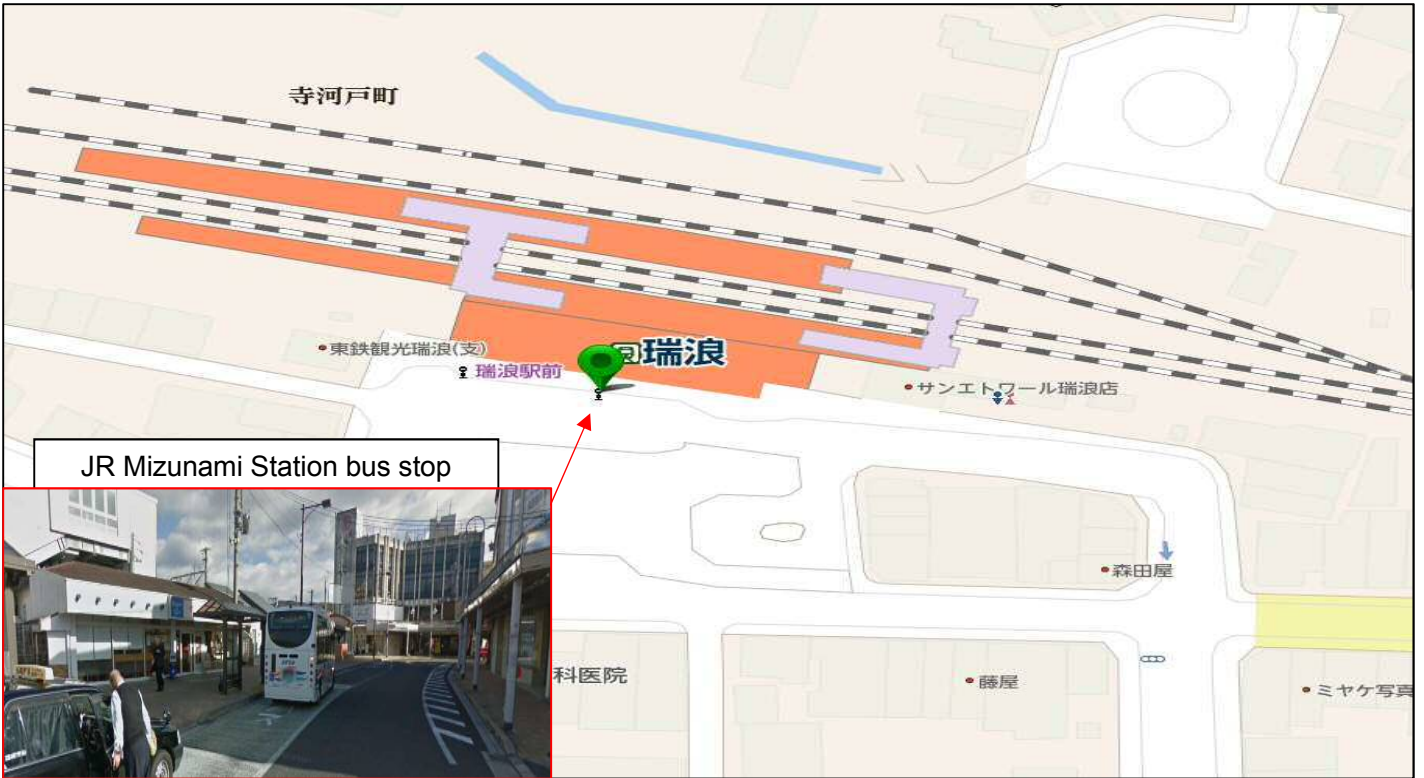 寺河戸町
東鉄観光瑞浪(支)
瑞浪駅前
瑞浪
サンエトワール瑞浪店
JR Mizunami Station bus stop
森田屋
科医院
藤屋
ミヤケ写真